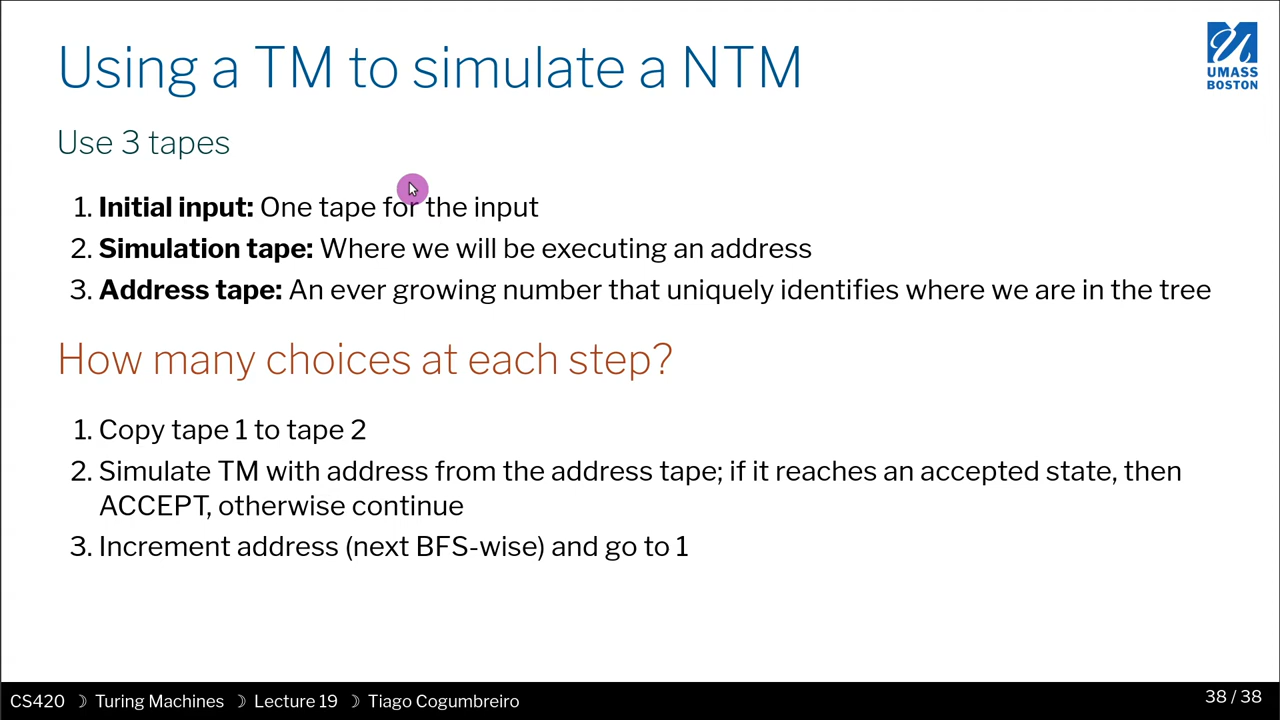 Using a TM to simulate a NTM
UMASS
BOSTON
Use 3 tapes
1. Initial input: One tape for the input
2. Simulation tape: Where we will be executing an address
3. Address tape: An ever growing number that uniquely identifies where we are in the tree
How many choices at each step?
1. Copy tape 1 to tape 2
2. Simulate TM with address from the address tape; if it reaches an accepted state, then
ACCEPT, otherwise continue
3. Increment address (next BFS-wise) and go to 1
CS420 ☽ Turing Machines ☽ Lecture 19 ☽ Tiago Cogumbreiro
38 / 38